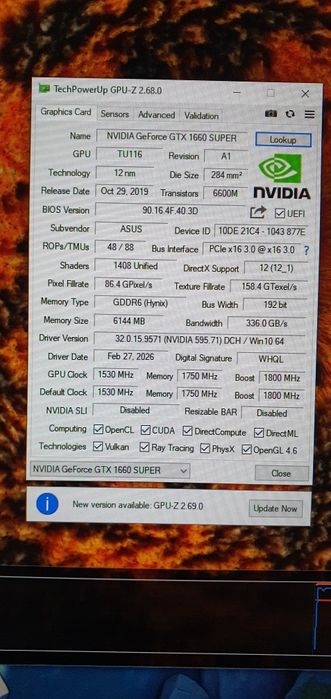 TechPowerUp GPU-Z 2.68.0
Graphics Card Sensors Advanced Validation
Name NVIDIA GeForce GTX 1660 SUPER Lookup
GPU TU116 Revision A1
Technology 12 nm Die Size 284 mm²
Release Date Oct 29, 2019 Transistors 6600M
NVIDIA
BIOS Version 90.16.4F.40.3D UEFI
Subvendor ASUS Device ID 10DE 21C4 - 1043 877E
ROPs/TMUs 48 / 88 Bus Interface PCIe x16 3.0 @ x16 3.0 ?
Shaders 1408 Unified DirectX Support 12 (12_1)
Pixel Fillrate 86.4 GPixel/s Texture Fillrate 158.4 GTexel/s
Memory Type GDDR6 (Hynix) Bus Width 192 bit
Memory Size 6144 MB Bandwidth 336.0 GB/s
Driver Version 32.0.15.9571 (NVIDIA 595.71) DCH / Win10 64
Driver Date Feb 27, 2026 Digital Signature WHQL
GPU Clock 1530 MHz Memory 1750 MHz Boost 1800 MHz
Default Clock 1530 MHz Memory 1750 MHz Boost 1800 MHz
NVIDIA SLI Disabled Resizable BAR Disabled
Computing OpenCL CUDA DirectCompute DirectML
Technologies Vulkan Ray Tracing PhysX OpenGL 4.6
NVIDIA GeForce GTX 1660 SUPER Close
New version available: GPU-Z 2.69.0 Update Now